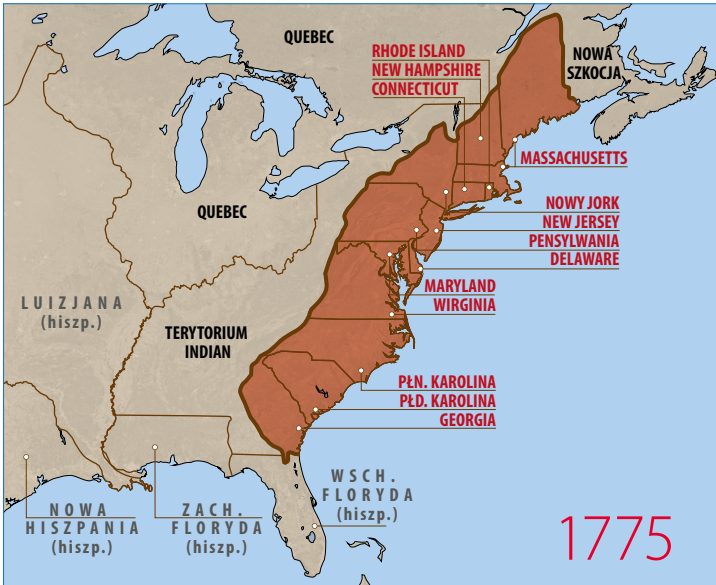 QUEBEC
RHODE ISLAND
NEW HAMPSHIRE
CONNECTICUT
NOWA
SZKOCJA
MASSACHUSETTS
QUEBEC
NOWY JORK
NEW JERSEY
PENSYLWANIA
DELAWARE
MARYLAND
WIRGINIA
LUIZJANA
(hiszp.)
TERYTORIUM
INDIAN
PŁN. KAROLINA
PŁD. KAROLINA
GEORGIA
WSCH.
FLORYDA
(hiszp.)
NOWA
HISZPANIA
(hiszp.)
ZACH.
FLORYDA
(hiszp.)
1775